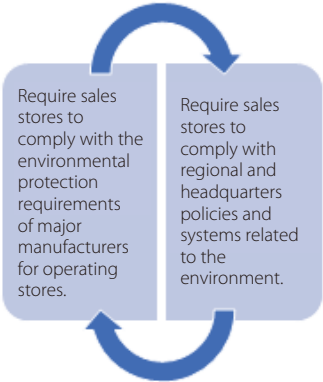 Require sales
stores to
comply with the
environmental
protection
requirements
of major
manufacturers
for operating
stores.
Require sales
stores to
comply with
regional and
headquarters
policies and
systems related
to the
environment.